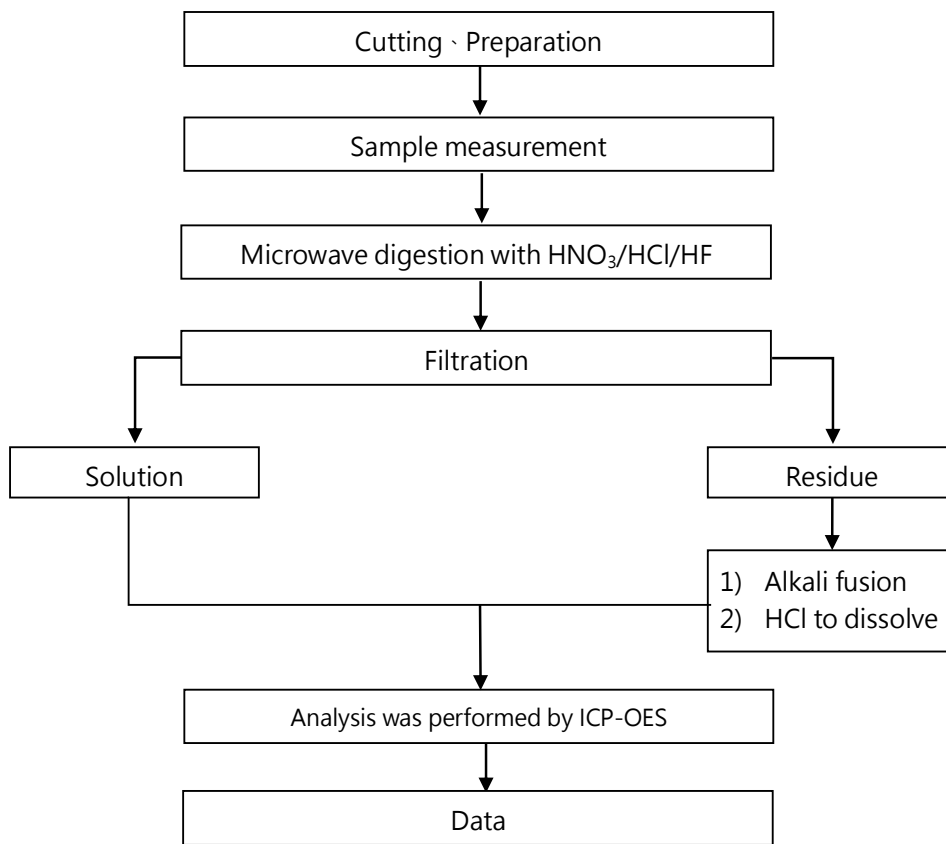 Cutting、Preparation
Sample measurement
Microwave digestion with HNO₃/HCl/HF
Filtration
Solution
Residue
1) Alkali fusion
2) HCl to dissolve
Analysis was performed by ICP-OES
Data